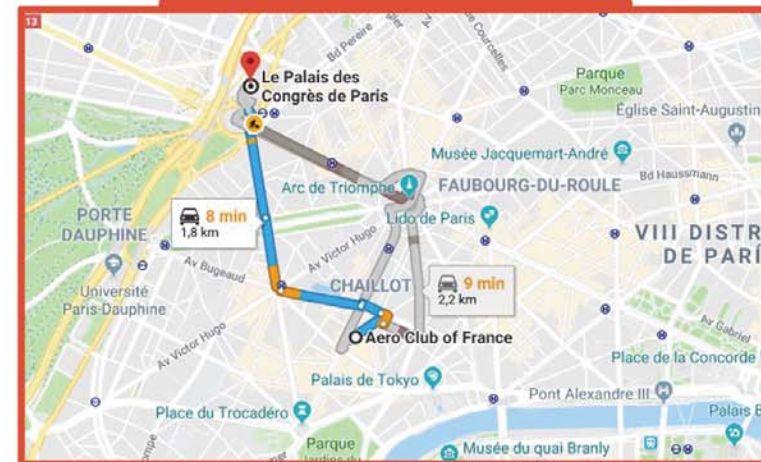 13
Bd Pereire
Rue Courcelles
Le Palais des
Congrès de Paris
Parque
Parc Monceau
Église Saint-Augustin
Musée Jacquemart-André
Bd Haussmann
Arc de Triomphe
FAUBOURG-DU-ROULE
Lido de Paris
PORTE
DAUPHINE
8 min
1,8 km
VIII DISTR
DE PARÍ
Av Victor Hugo
Av Bugeaud
CHAILLOT
9 min
2,2 km
Université
Paris-Dauphine
Av Gabriel
Aero Club of France
Av Victor Hugo
Place de la Concorde
Palais de Tokyo
Pont Alexandre III
Place du Trocadéro
Palais B
Parque
Musée du quai Branly